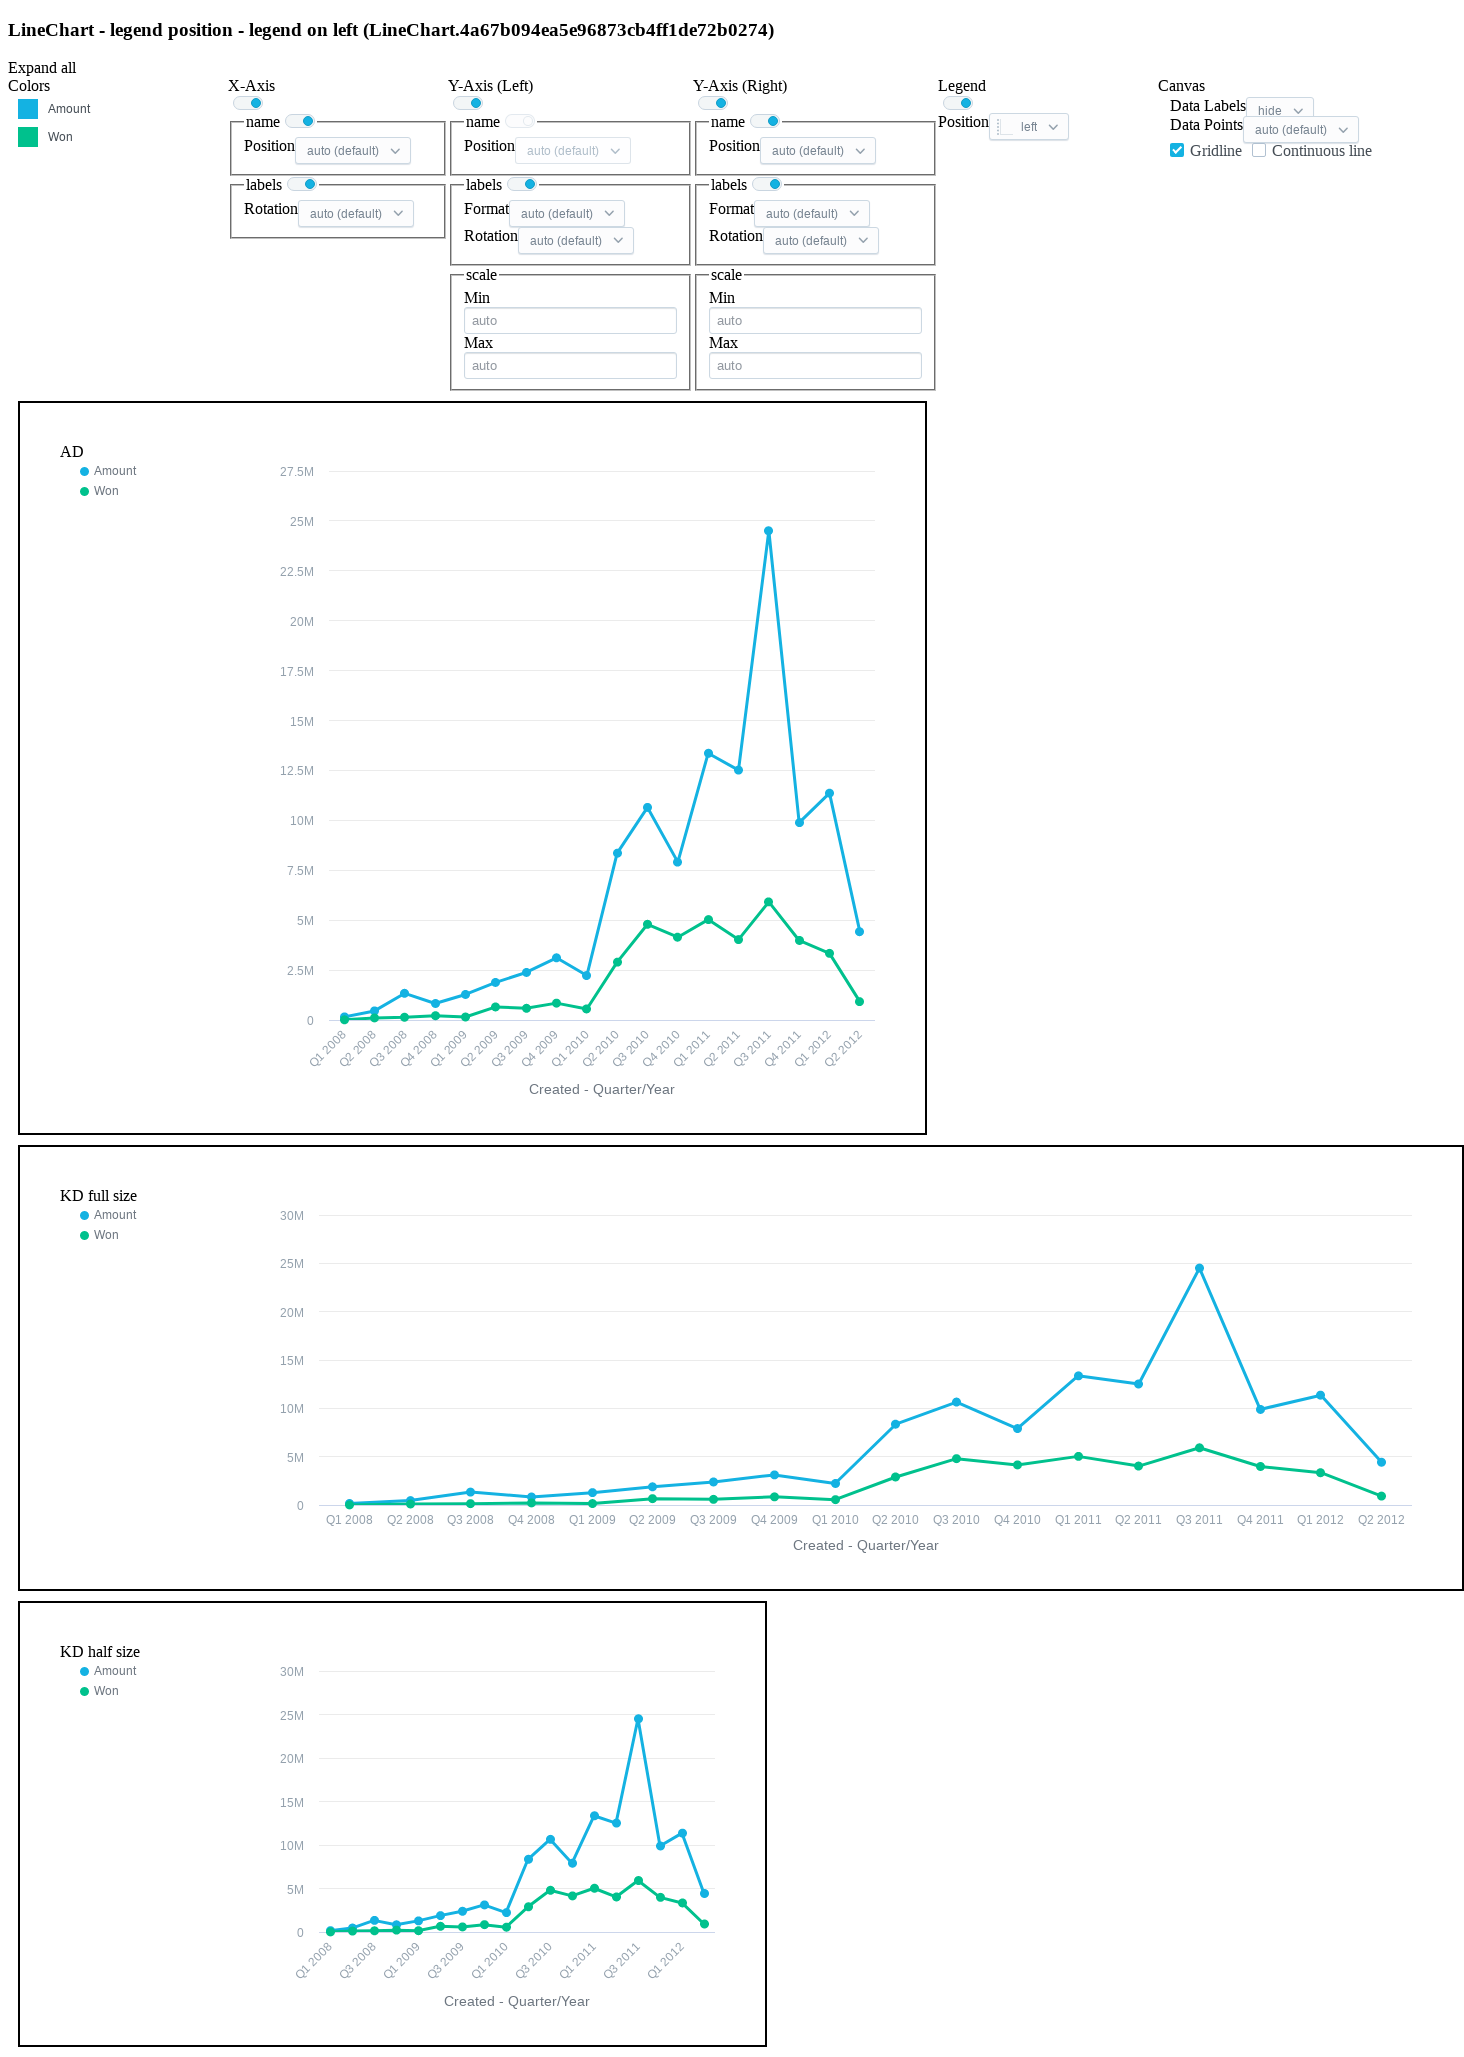 LineChart - legend position - legend on left (LineChart.4a67b094ea5e96873cb4ff1de72b0274)
Expand all
Colors
Amount
Won
X-Axis
name
Position auto (default)
labels
Rotation auto (default)
Y-Axis (Left)
name
Position auto (default)
labels
Format auto (default)
Rotation auto (default)
scale
Min
auto
Max
auto
Y-Axis (Right)
name
Position auto (default)
labels
Format auto (default)
Rotation auto (default)
scale
Min
auto
Max
auto
Legend
Position left
Canvas
Data Labels hide
Data Points auto (default)
Gridline Continuous line
AD
Amount
Won
27.5M
25M
22.5M
20M
17.5M
15M
12.5M
10M
7.5M
5M
2.5M
0
Q1 2008 Q2 2008 Q3 2008 Q4 2008 Q1 2009 Q2 2009 Q3 2009 Q4 2009 Q1 2010 Q2 2010 Q3 2010 Q4 2010 Q1 2011 Q2 2011 Q3 2011 Q4 2011 Q1 2012 Q2 2012
Created - Quarter/Year
KD full size
Amount
Won
30M
25M
20M
15M
10M
5M
0
Q1 2008 Q2 2008 Q3 2008 Q4 2008 Q1 2009 Q2 2009 Q3 2009 Q4 2009 Q1 2010 Q2 2010 Q3 2010 Q4 2010 Q1 2011 Q2 2011 Q3 2011 Q4 2011 Q1 2012 Q2 2012
Created - Quarter/Year
KD half size
Amount
Won
30M
25M
20M
15M
10M
5M
0
Q1 2008 Q3 2008 Q1 2009 Q3 2009 Q1 2010 Q3 2010 Q1 2011 Q3 2011 Q1 2012
Created - Quarter/Year